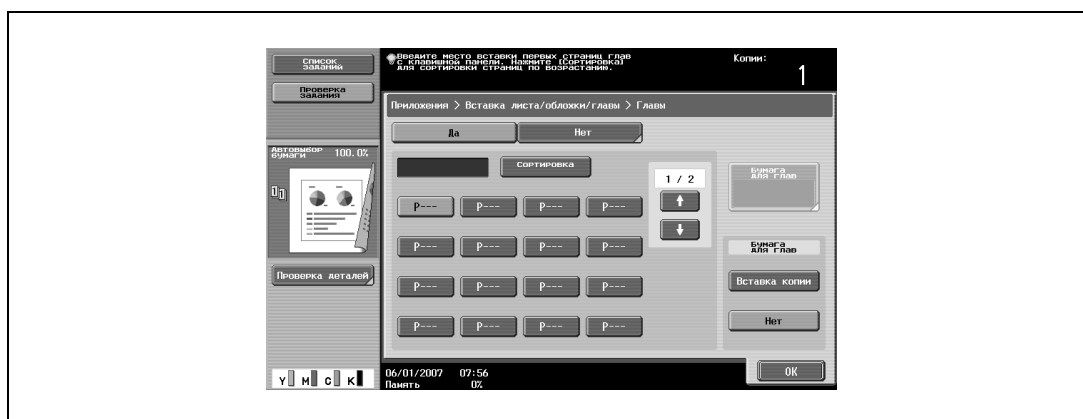 Список
заданий
Проверка
задания
Введите место вставки первых страниц глав
с клавишной панели. Нажмите [Сортировка]
для сортировки страниц по возрастанию.
Копии:
1
Приложения > Вставка листа/обложки/главы > Главы
Да
Нет
Автовыбор
бумаги
100.0%
Сортировка
1 / 2
Бумага
для глав
P---
P---
P---
P---
P---
P---
P---
P---
Бумага
для глав
Проверка деталей
P---
P---
P---
P---
Вставка копии
P---
P---
P---
P---
Нет
Y M C K
06/01/2007 07:56
Память 0%
OK